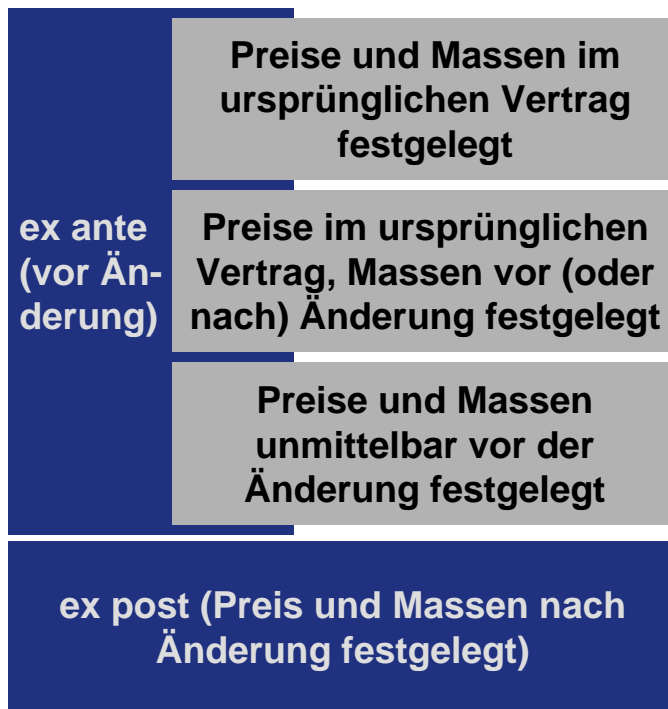 Preise und Massen im
ursprünglichen Vertrag
festgelegt
ex ante
(vor Än-
derung)
Preise im ursprünglichen
Vertrag, Massen vor (oder
nach) Änderung festgelegt
Preise und Massen
unmittelbar vor der
Änderung festgelegt
ex post (Preis und Massen nach
Änderung festgelegt)